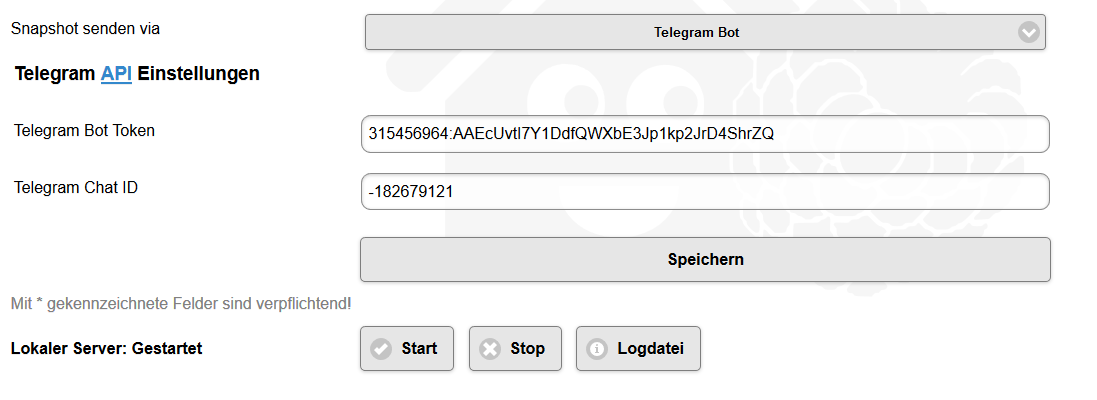 Snapshot senden via
Telegram Bot
Telegram API Einstellungen
Telegram Bot Token
315456964:AAEcUvtI7Y1DdfQWXbE3Jp1kp2JrD4ShrZQ
Telegram Chat ID
-182679121
Speichern
Mit * gekennzeichnete Felder sind verpflichtend!
Lokaler Server: Gestartet
Start
Stop
Logdatei